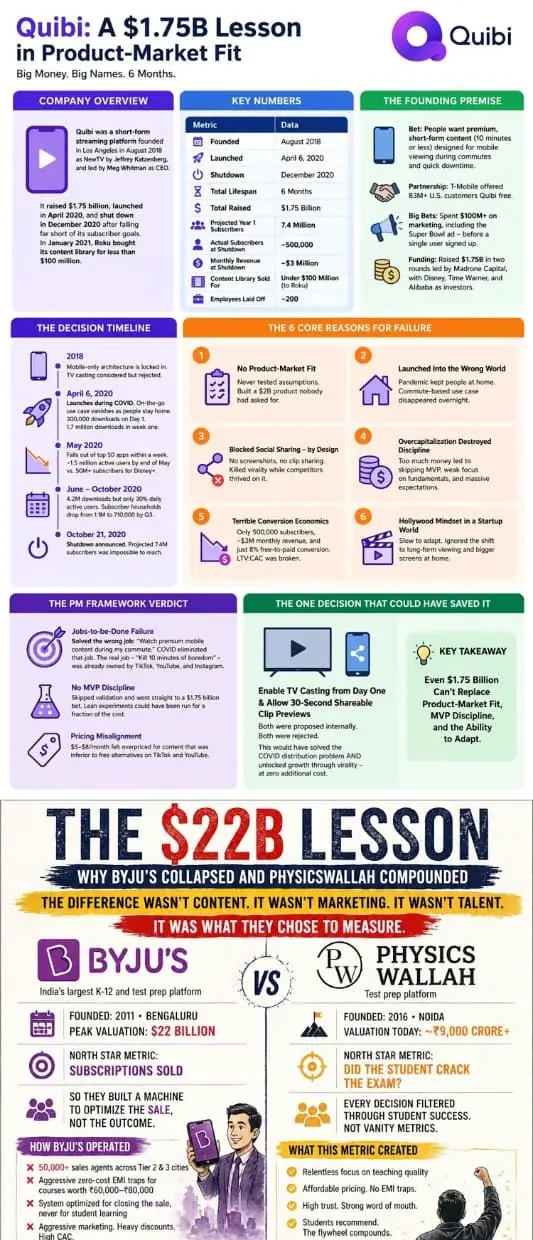 Quibi: A $1.75B Lesson
in Product-Market Fit
Big Money. Big Names. 6 Months.
Quibi
COMPANY OVERVIEW
Quibi was a short-form
streaming platform founded
in Los Angeles in August 2018
as NewTV by Jeffrey Katzenberg,
and led by Meg Whitman as CEO.
It raised $1.75 billion, launched
in April 2020, and shut down
in December 2020 after falling
far short of its subscriber goals.
In January 2021, Roku bought
its content library for less than
$100 million.
KEY NUMBERS
Metric Data
Founded August 2018
Launched April 6, 2020
Shutdown December 2020
Total Lifespan 6 Months
Total Raised $1.75 Billion
Projected Year 1
Subscribers 7.4 Million
Actual Subscribers
at Shutdown ~500,000
Monthly Revenue
at Shutdown ~$3 Million
Content Library Sold
For Under $100 Million
(to Roku)
Employees Laid Off ~200
THE FOUNDING PREMISE
Bet: People want premium,
short-form content (10 minutes
or less) designed for mobile
viewing during commutes
and quick downtime.
Partnership: T-Mobile offered
83M+ U.S. customers Quibi free.
Big Bets: Spent $100M+ on
marketing, including the
Super Bowl ad – before a
single user signed up.
Funding: Raised $1.75B in two
rounds led by Madrone Capital,
with Disney, Time Warner, and
Alibaba as investors.
THE DECISION TIMELINE
2018
Mobile-only architecture is locked in.
TV casting considered but rejected.
April 6, 2020
Launches during COVID. On-the-go
use case vanishes as people stay home.
300,000 downloads on Day 1.
1.7 million downloads in week one.
May 2020
Falls out of top 50 apps within a week.
~1.5 million active users by end of May
vs. 50M+ subscribers for Disney+.
June – October 2020
4.2M downloads but only 30% daily
active users. Subscriber households
drop from 1.1M to 710,000 by Q3.
October 21, 2020
Shutdown announced. Projected 7.4M
subscribers was impossible to reach.
THE 6 CORE REASONS FOR FAILURE
1
No Product-Market Fit
Never tested assumptions.
Built a $2B product nobody
had asked for.
2
Launched Into the Wrong World
Pandemic kept people at home.
Commute-based use case
disappeared overnight.
3
Blocked Social Sharing – by Design
No screenshots, no clip sharing.
Killed virality while competitors
thrived on it.
4
Overcapitalization Destroyed
Discipline
Too much money led to
skipping MVP, weak focus
on fundamentals, and massive
expectations.
5
Terrible Conversion Economics
Only 500,000 subscribers,
~$3M monthly revenue, and
just 8% free-to-paid conversion.
LTV:CAC was broken.
6
Hollywood Mindset in a Startup
World
Slow to adapt. Ignored the shift
to long-form viewing and bigger
screens at home.
THE PM FRAMEWORK VERDICT
Jobs-to-be-Done Failure
Solved the wrong job: "Watch premium mobile
content during my commute." COVID eliminated
that job. The real job – "Kill 10 minutes of boredom" –
was already owned by TikTok, YouTube, and Instagram.
No MVP Discipline
Skipped validation and went straight to a $1.75 billion
bet. Lean experiments could have been run for a
fraction of the cost.
Pricing Misalignment
$5–$8/month felt overpriced for content that was
inferior to free alternatives on TikTok and YouTube.
THE ONE DECISION THAT COULD HAVE SAVED IT
Enable TV Casting from Day One
& Allow 30-Second Shareable
Clip Previews
Both were proposed internally.
Both were rejected.
This would have solved the
COVID distribution problem AND
unlocked growth through virality –
at zero additional cost.
KEY TAKEAWAY
Even $1.75 Billion
Can't Replace
Product-Market Fit,
MVP Discipline,
and the Ability
to Adapt.
THE $22B LESSON
WHY BYJU'S COLLAPSED AND PHYSICSWALLAH COMPOUNDED
THE DIFFERENCE WASN'T CONTENT. IT WASN'T MARKETING. IT WASN'T TALENT.
IT WAS WHAT THEY CHOSE TO MEASURE.
B BYJU'S
India's largest K-12 and test prep platform
VS
PW PHYSICS
WALLAH
Test prep platform
FOUNDED: 2011 • BENGALURU
PEAK VALUATION: $22 BILLION
NORTH STAR METRIC:
SUBSCRIPTIONS SOLD
SO THEY BUILT A MACHINE
TO OPTIMIZE THE SALE,
NOT THE OUTCOME.
HOW BYJU'S OPERATED
50,000+ sales agents across Tier 2 & 3 cities
Aggressive zero-cost EMI traps for
courses worth ₹60,000–₹80,000
System optimized for closing the sale,
never for student learning
Aggressive marketing. Heavy discounts.
High CAC.
B
FOUNDED: 2016 • NOIDA
VALUATION TODAY: ~₹9,000 CRORE+
NORTH STAR METRIC:
DID THE STUDENT CRACK
THE EXAM?
EVERY DECISION FILTERED
THROUGH STUDENT SUCCESS.
NOT VANITY METRICS.
WHAT THIS METRIC CREATED
Relentless focus on teaching quality
Affordable pricing. No EMI traps.
High trust. Strong word of mouth.
Students recommend.
The flywheel compounds.